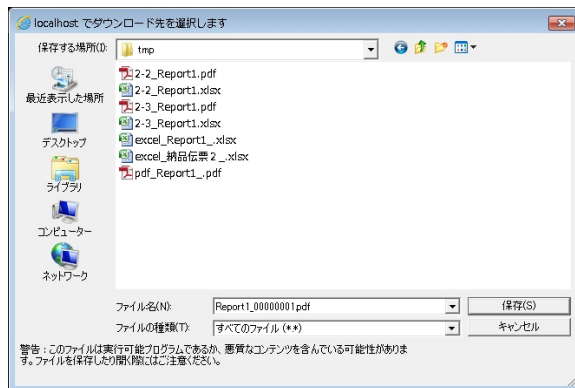 localhost でダウンロード先を選択します
保存する場所(I):
tmp
最近表示した場所
デスクトップ
ライブラリ
コンピューター
ネットワーク
2-2_Report1.pdf
2-2_Report1.xlsx
2-3_Report1.pdf
2-3_Report1.xlsx
excel_Report1_.xlsx
excel_納品伝票２_.xlsx
pdf_Report1_.pdf
ファイル名(N):
Report1_00000001.pdf
保存(S)
ファイルの種類(T):
すべてのファイル (*.*)
キャンセル
警告：このファイルは実行可能プログラムであるか、悪質なコンテンツを含んでいる可能性がありま
す。ファイルを保存したり開く際にはご注意ください。